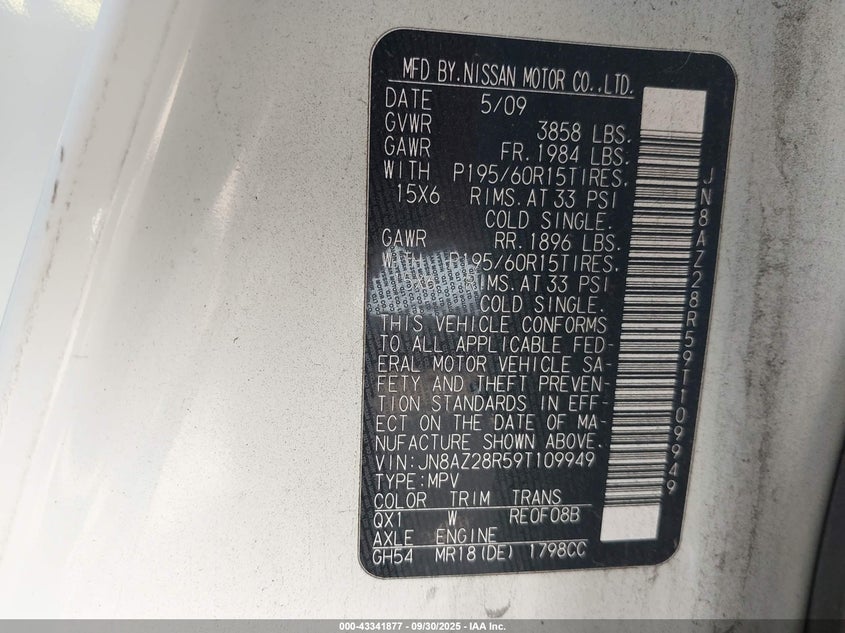 MFD BY.NISSAN MOTOR CO.,LTD.
DATE 5/09
GVWR 3858 LBS.
GAWR FR. 1984 LBS.
WITH P195/60R15TIRES.
15X6 RIMS. AT 33 PSI
COLD SINGLE.
GAWR RR. 1896 LBS.
WITH P195/60R15TIRES.
RIMS. AT 33 PSI
COLD SINGLE.
THIS VEHICLE CONFORMS
TO ALL APPLICABLE FED-
ERAL MOTOR VEHICLE SA-
FETY AND THEFT PREVEN-
TION STANDARDS IN EFF-
ECT ON THE DATE OF MA-
NUFACTURE SHOWN ABOVE.
VIN:JN8AZ28R59T109949
TYPE:MPV
COLOR TRIM TRANS
QX1 W RE0F08B
AXLE ENGINE
GH54 MR18(DE) 1798CC
JN8AZ28R59T109949
000-43341877 - 09/30/2025 - IAA Inc.